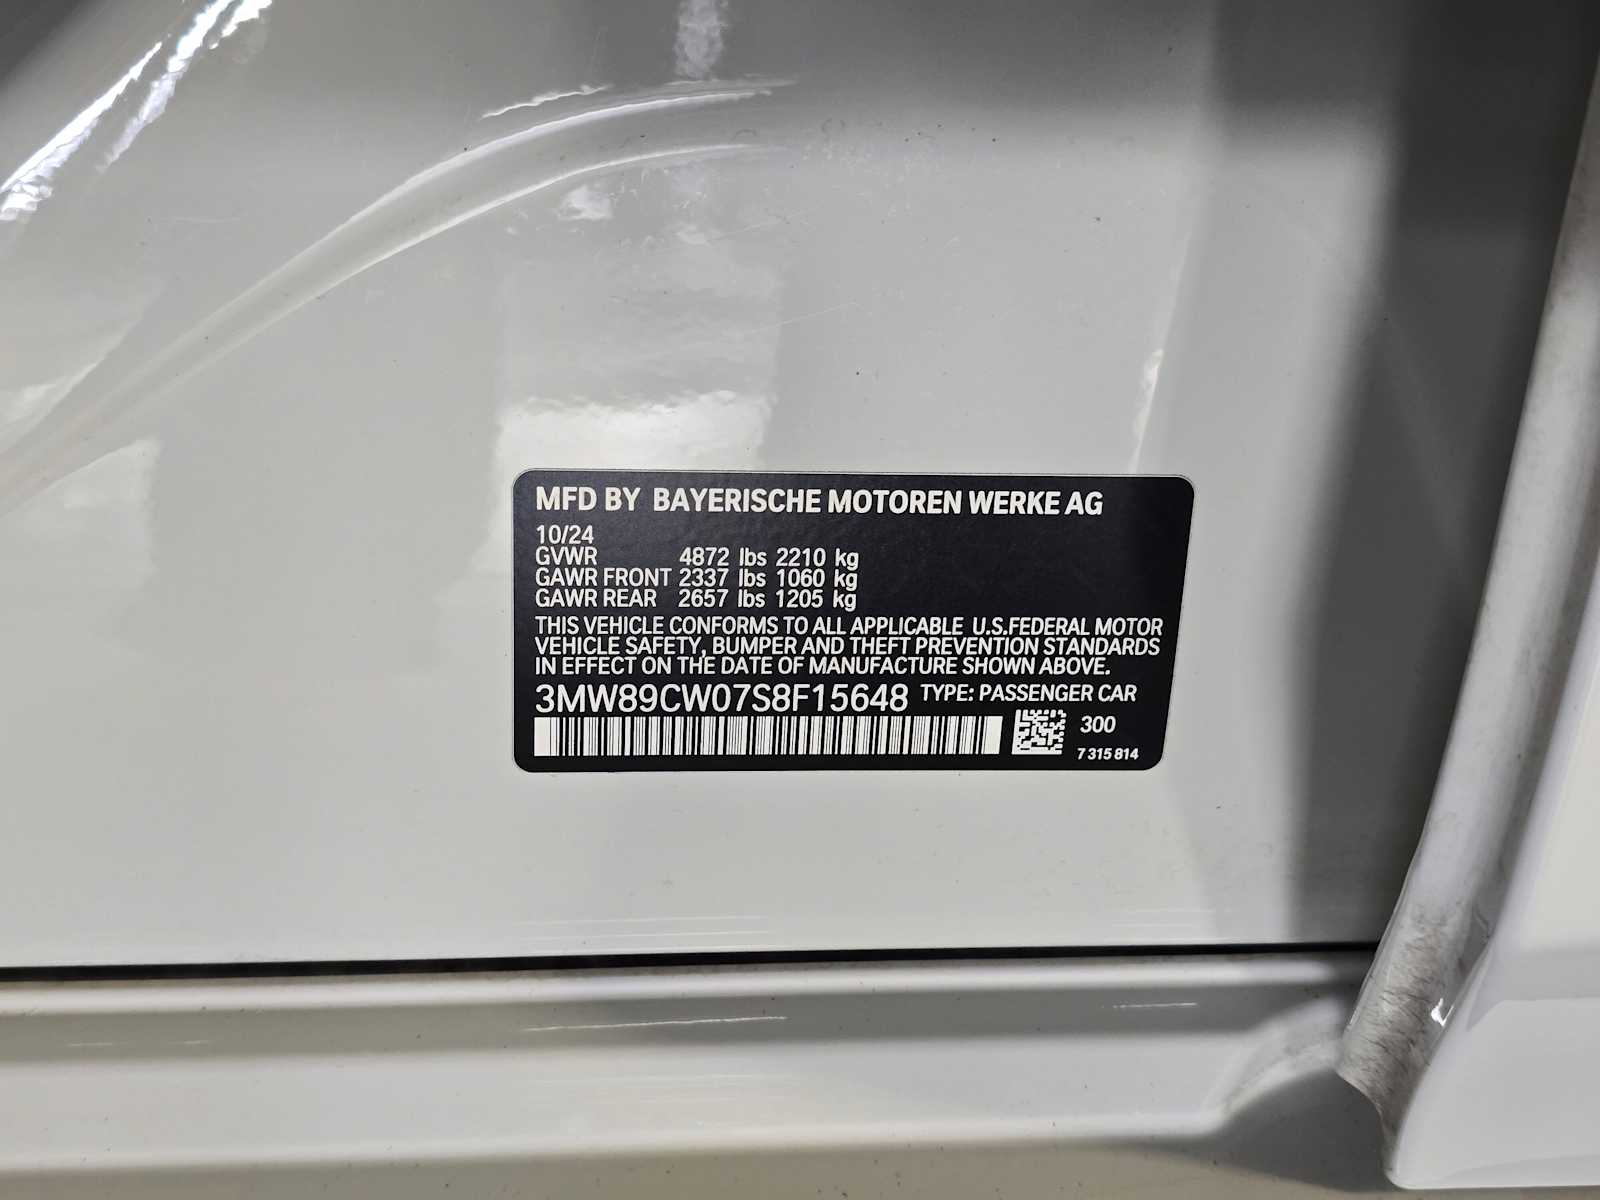 MFD BY BAYERISCHE MOTOREN WERKE AG
10/24
GVWR 4872 lbs 2210 kg
GAWR FRONT 2337 lbs 1060 kg
GAWR REAR 2657 lbs 1205 kg
THIS VEHICLE CONFORMS TO ALL APPLICABLE U.S.FEDERAL MOTOR
VEHICLE SAFETY, BUMPER AND THEFT PREVENTION STANDARDS
IN EFFECT ON THE DATE OF MANUFACTURE SHOWN ABOVE.
3MW89CW07S8F15648 TYPE: PASSENGER CAR
300
7 315 814